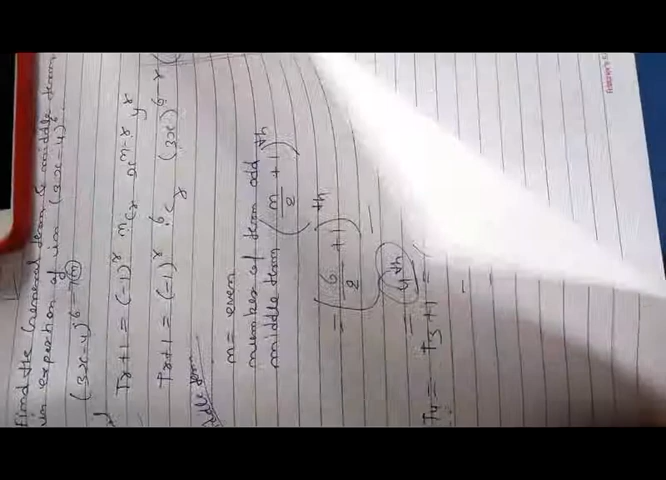 Find the General term & middle term
in expertion of in (3x-4)⁶.
(3x-4)⁶→n
Tr+1 = (-1)ʳ ⁿCr xⁿ⁻ʳ yʳ
Tr+1 = (-1)ʳ ⁶Cr (3x)⁶⁻ʳ (
ddle term
n = even
number of term odd
middle term (n/2 + 1)th
= (6/2 + 1)th
= 4th
T4 = T3+1 = (